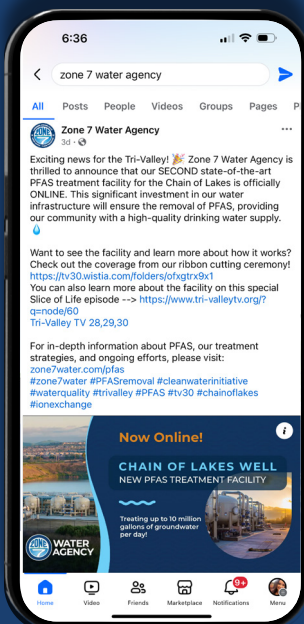 6:36
zone 7 water agency
All Posts People Videos Groups Pages P
Zone 7 Water Agency
3d
Exciting news for the Tri-Valley! 🎉 Zone 7 Water Agency is
thrilled to announce that our SECOND state-of-the-art
PFAS treatment facility for the Chain of Lakes is officially
ONLINE. This significant investment in our water
infrastructure will ensure the removal of PFAS, providing
our community with a high-quality drinking water supply.
💧
Want to see the facility and learn more about how it works?
Check out the coverage from our ribbon cutting ceremony!
https://tv30.wistia.com/folders/ofxgtrx9x1
You can also learn more about the facility on this special
Slice of Life episode --> https://www.tri-valleytv.org/?
q=node/60
Tri-Valley TV 28,29,30
For in-depth information about PFAS, our treatment
strategies, and ongoing efforts, please visit:
zone7water.com/pfas
#zone7water #PFASremoval #cleanwaterinitiative
#waterquality #trivalley #PFAS #tv30 #chainoflakes
#ionexchange
Now Online!
CHAIN OF LAKES WELL
NEW PFAS TREATMENT FACILITY
Treating up to 10 million
gallons of groundwater
per day!
ZONE 7
WATER
AGENCY
9+
Home Video Friends Marketplace Notifications Menu